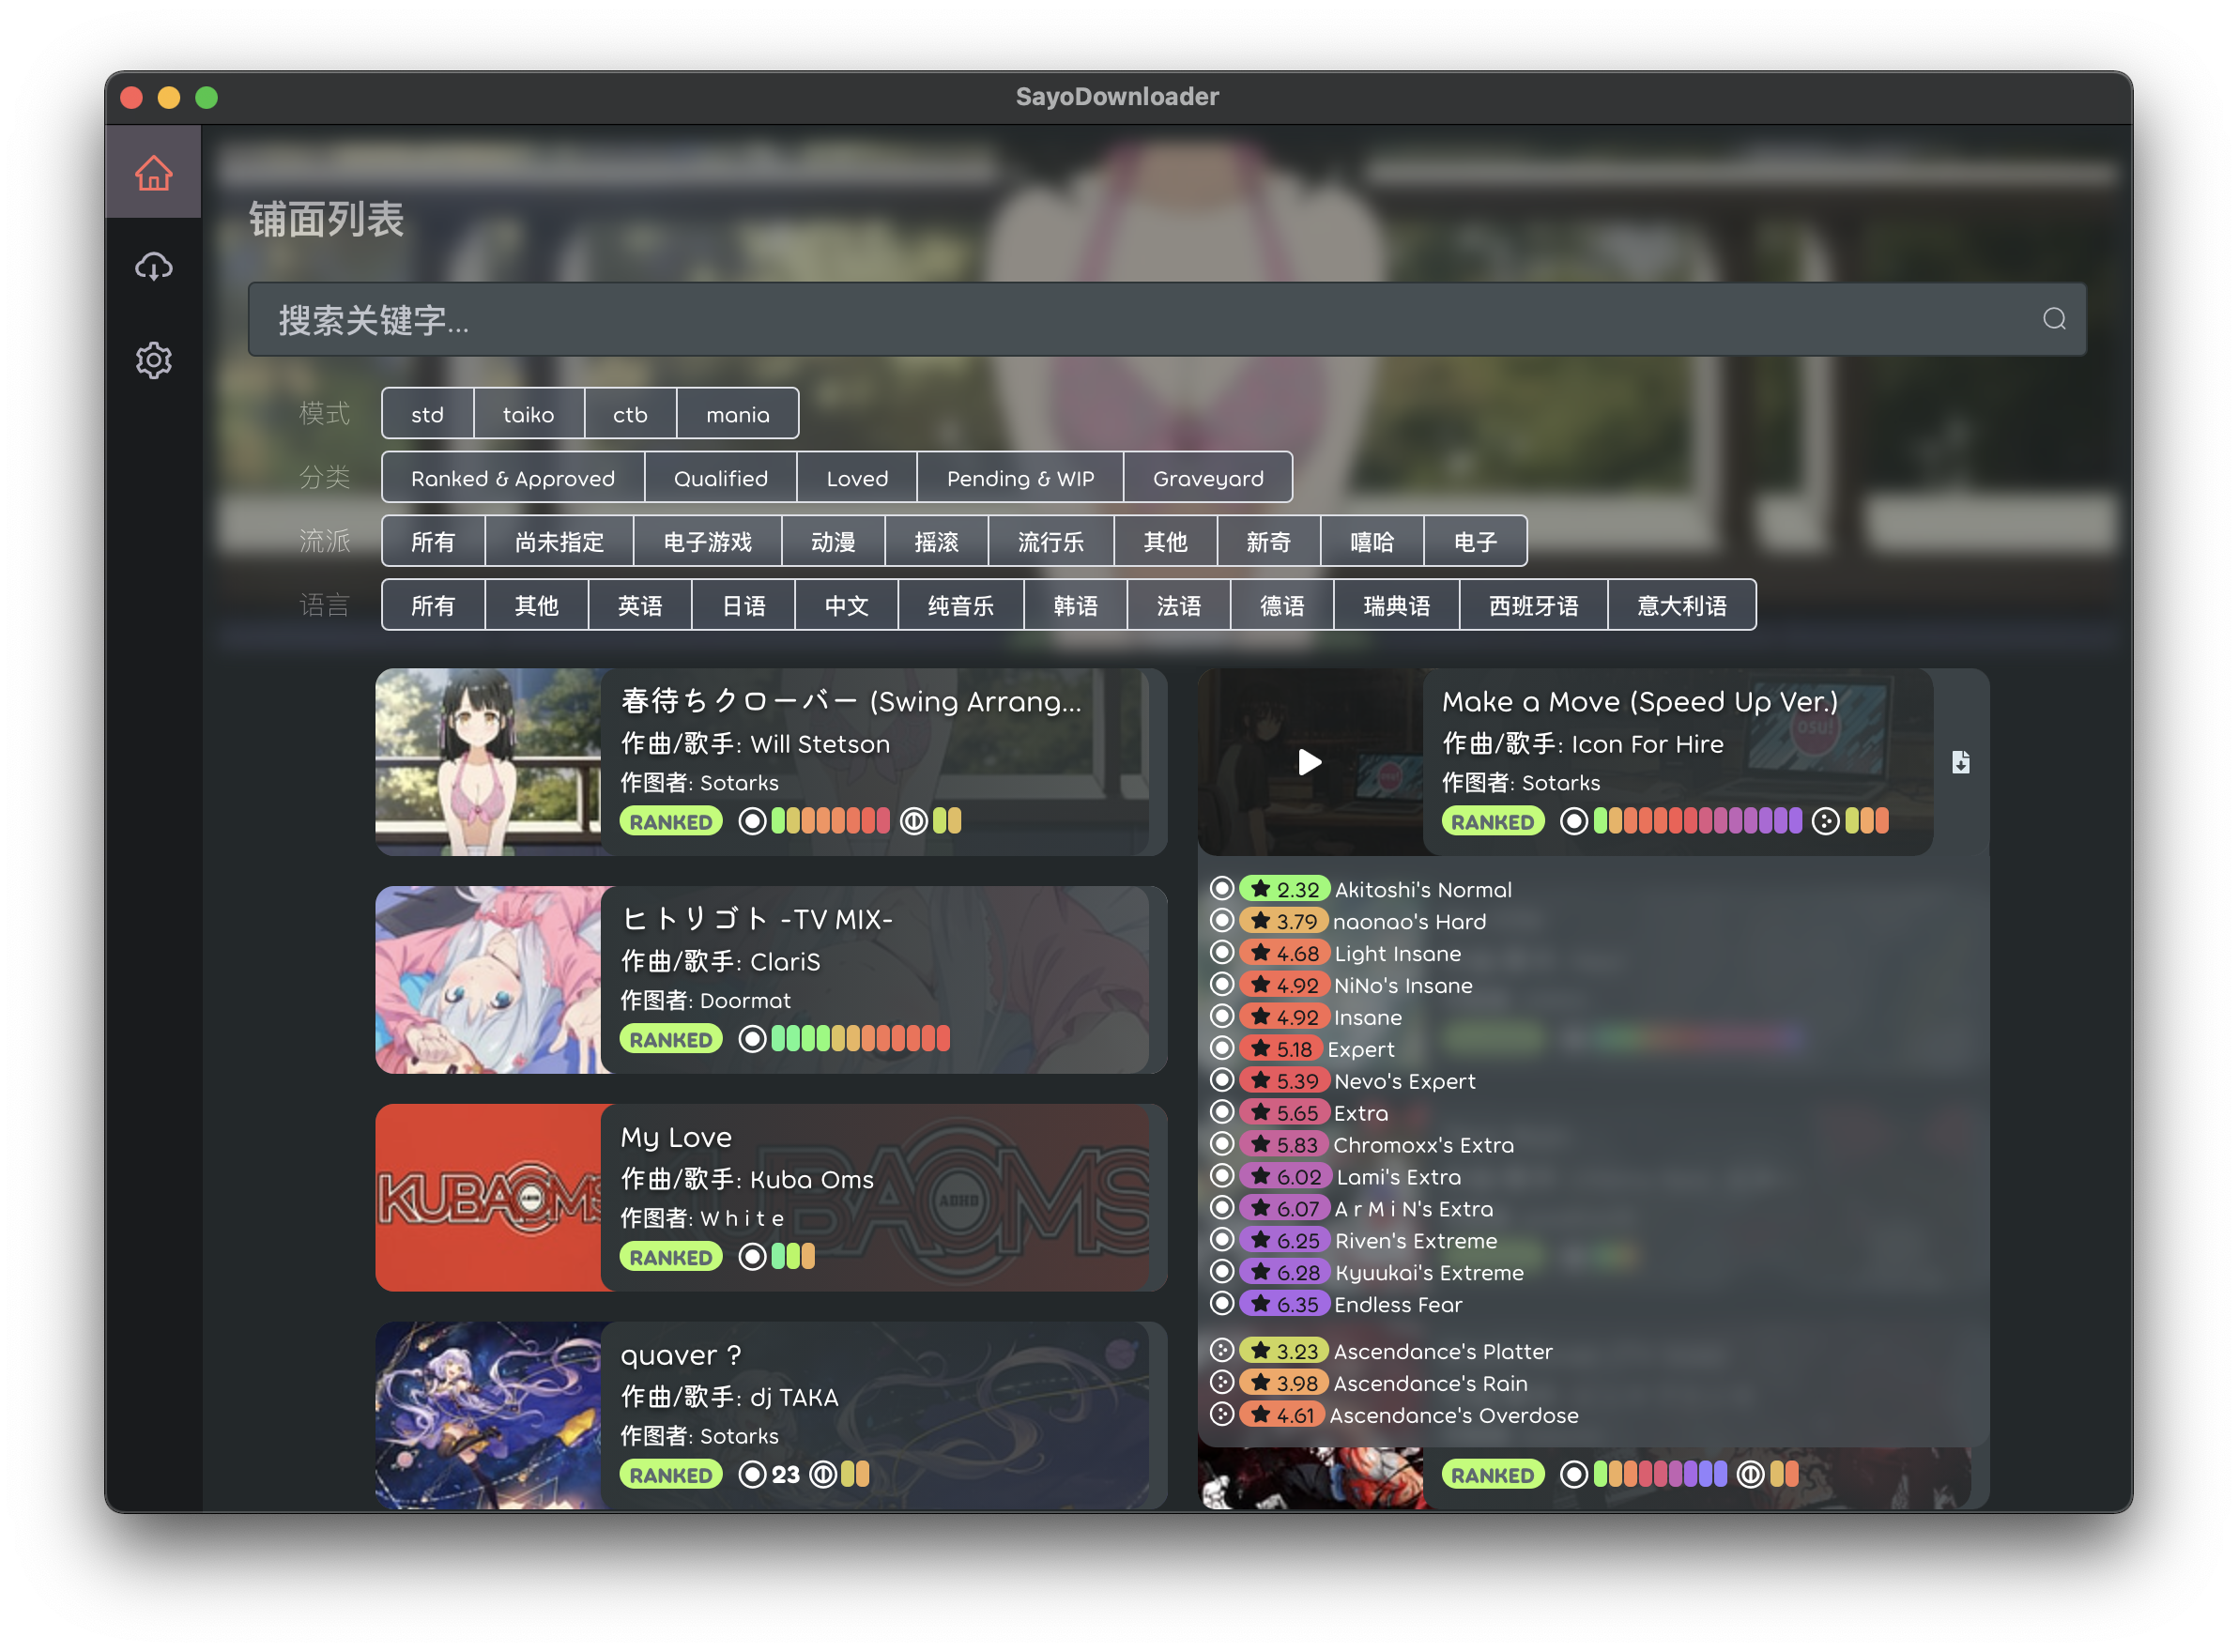 SayoDownloader
铺面列表
搜索关键字...
模式 std taiko ctb mania
分类 Ranked & Approved Qualified Loved Pending & WIP Graveyard
流派 所有 尚未指定 电子游戏 动漫 摇滚 流行乐 其他 新奇 嘻哈 电子
语言 所有 其他 英语 日语 中文 纯音乐 韩语 法语 德语 瑞典语 西班牙语 意大利语
春待ちクローバー (Swing Arrang...
作曲/歌手: Will Stetson
作图者: Sotarks
RANKED
ヒトリゴト -TV MIX-
作曲/歌手: ClariS
作图者: Doormat
RANKED
KUBAOMS
ADHD
My Love
作曲/歌手: Kuba Oms
作图者: W h i t e
RANKED
quaver ?
作曲/歌手: dj TAKA
作图者: Sotarks
RANKED 23
Make a Move (Speed Up Ver.)
作曲/歌手: Icon For Hire
作图者: Sotarks
RANKED
osu!
2.32 Akitoshi's Normal
3.79 naonao's Hard
4.68 Light Insane
4.92 NiNo's Insane
4.92 Insane
5.18 Expert
5.39 Nevo's Expert
5.65 Extra
5.83 Chromoxx's Extra
6.02 Lami's Extra
6.07 A r M i N's Extra
6.25 Riven's Extreme
6.28 Kyuukai's Extreme
6.35 Endless Fear
3.23 Ascendance's Platter
3.98 Ascendance's Rain
4.61 Ascendance's Overdose
RANKED